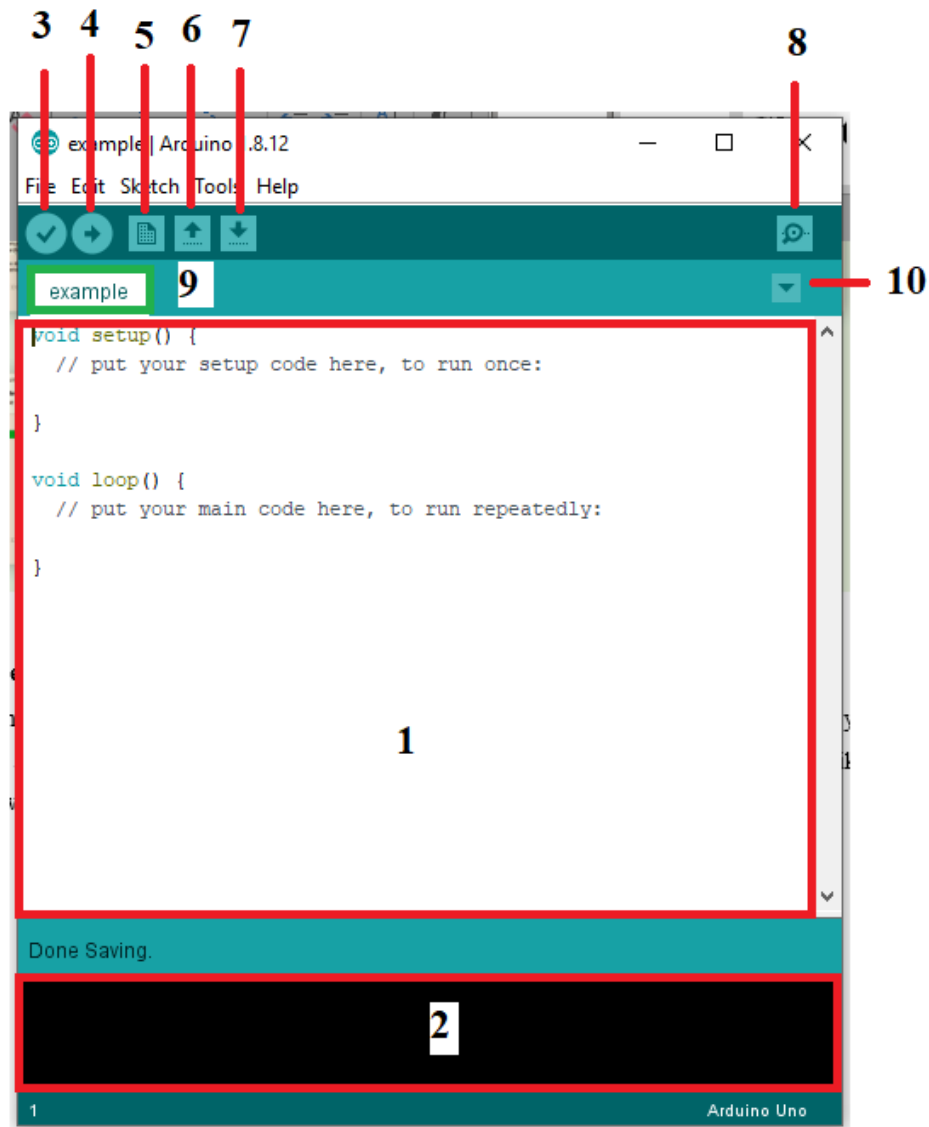 3 4 5 6 7 8
example | Arduino 1.8.12
File Edit Sketch Tools Help
example 9 10
void setup() {
// put your setup code here, to run once:
}
void loop() {
// put your main code here, to run repeatedly:
}
1
Done Saving.
2
1 Arduino Uno